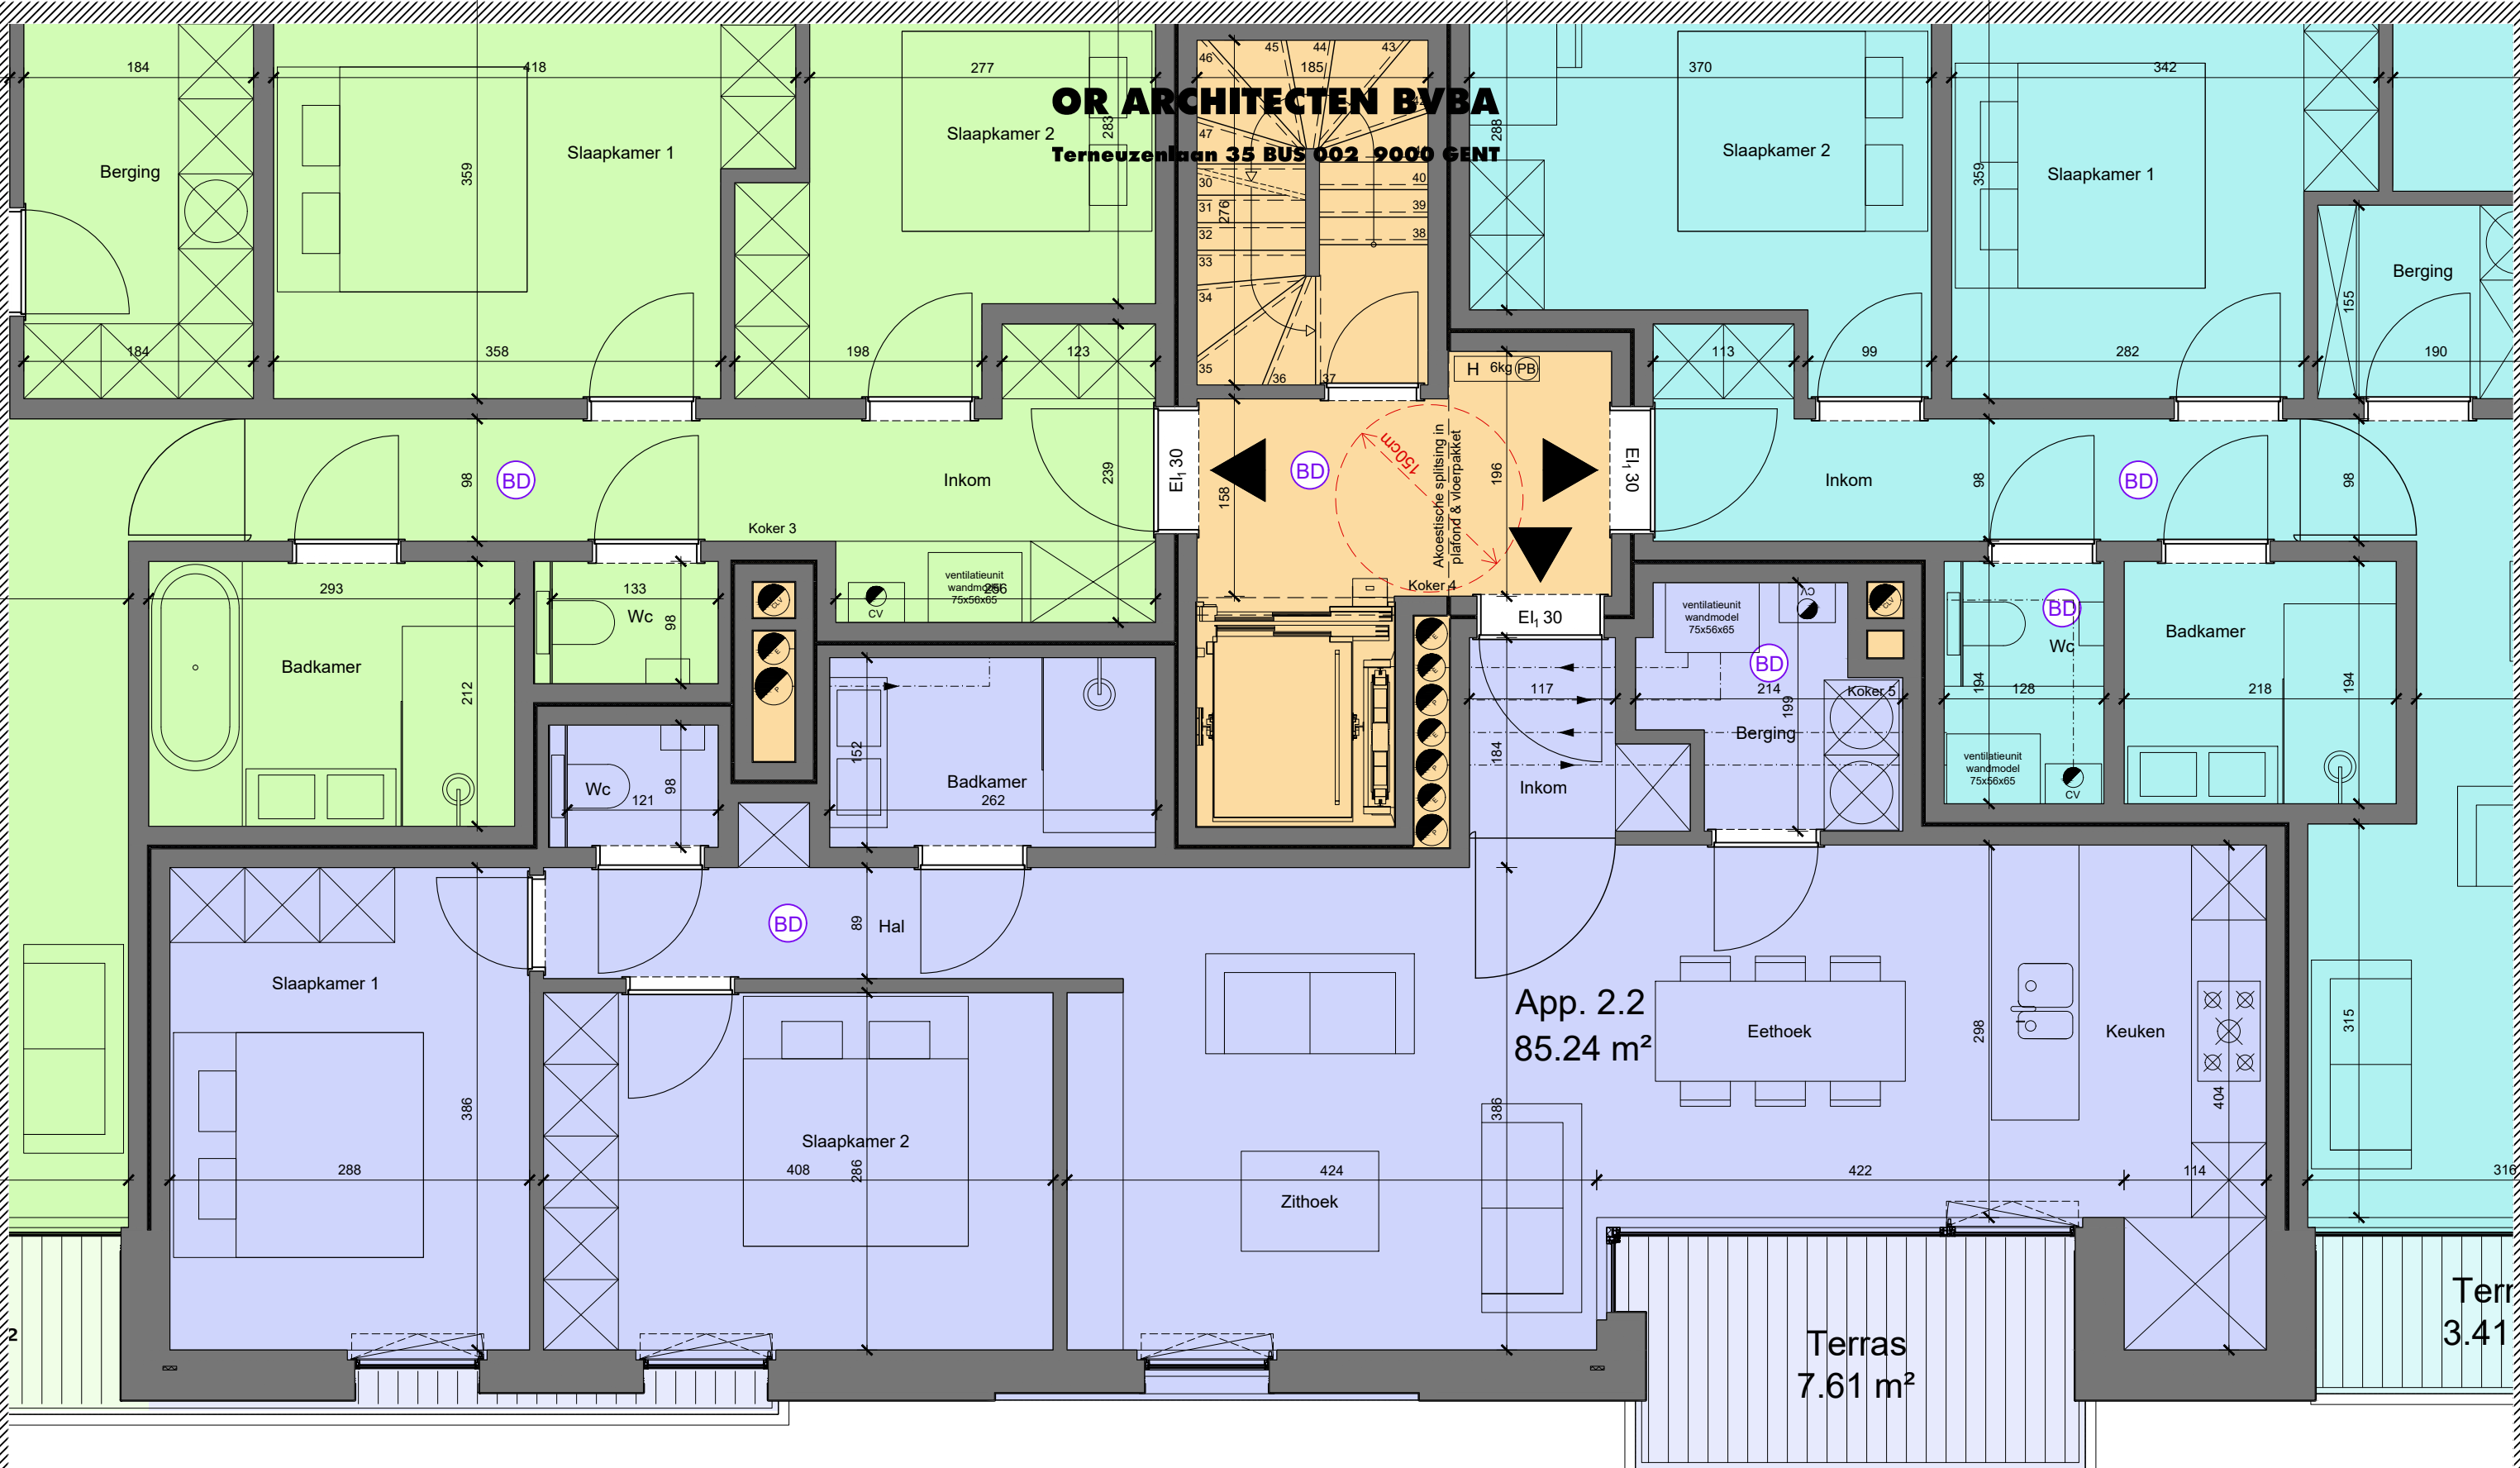 184
418
277
45
44
43
46
185
370
342
OR ARCHITECTEN BVBA
Terneuzenlaan 35 BUS 002 9000 GENT
47
Berging
Slaapkamer 1
Slaapkamer 2
283
359
288
Slaapkamer 2
359
Slaapkamer 1
30
31
32
33
34
35
36
37
276
40
39
38
Berging
155
184
358
198
123
H 6kg PB
113
99
282
190
98
BD
Inkom
239
EI₁ 30
158
BD
150cm
Akoestische splitsing in
plafond & vloerpakket
196
EI₁ 30
Inkom
98
BD
98
Koker 3
Koker 4
293
133
Wc
98
CV
ventilatieunit
wandmodel
75x56x65
256
CLV
E
P
Badkamer
212
EI₁ 30
ventilatieunit
wandmodel
75x56x65
CV
CLV
BD
BD
Wc
Badkamer
117
214
199
Koker 5
194
128
218
194
Berging
152
Badkamer
262
Wc
121
98
184
Inkom
ventilatieunit
wandmodel
75x56x65
CV
BD
89
Hal
Slaapkamer 1
App. 2.2
85.24 m²
Eethoek
298
Keuken
315
386
Slaapkamer 2
386
404
288
408
286
424
422
114
316
Zithoek
2
Terras
7.61 m²
Terr
3.41